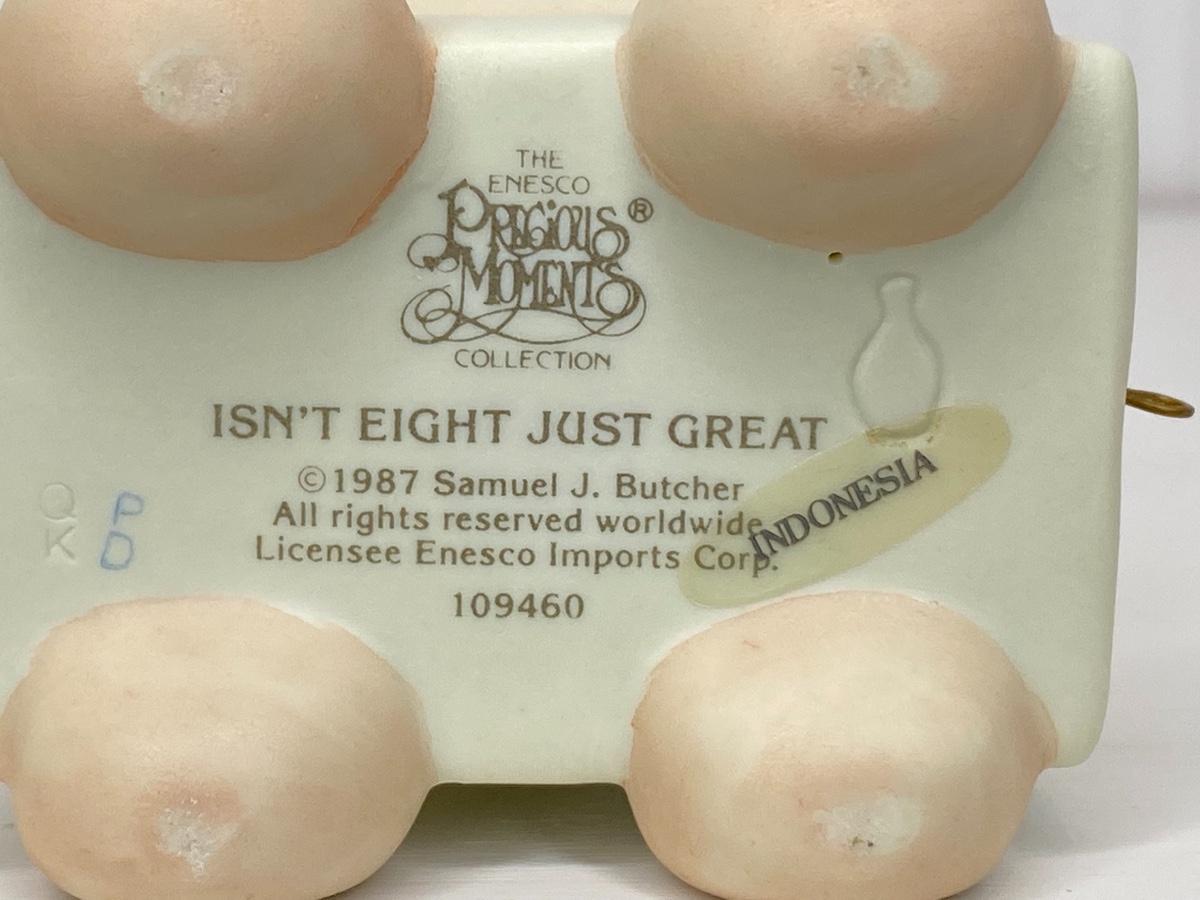 THE
ENESCO
PRECIOUS®
MOMENTS
COLLECTION
ISN'T EIGHT JUST GREAT
©1987 Samuel J. Butcher
All rights reserved worldwide
Licensee Enesco Imports Corp.
109460
INDONESIA
Q P
K D